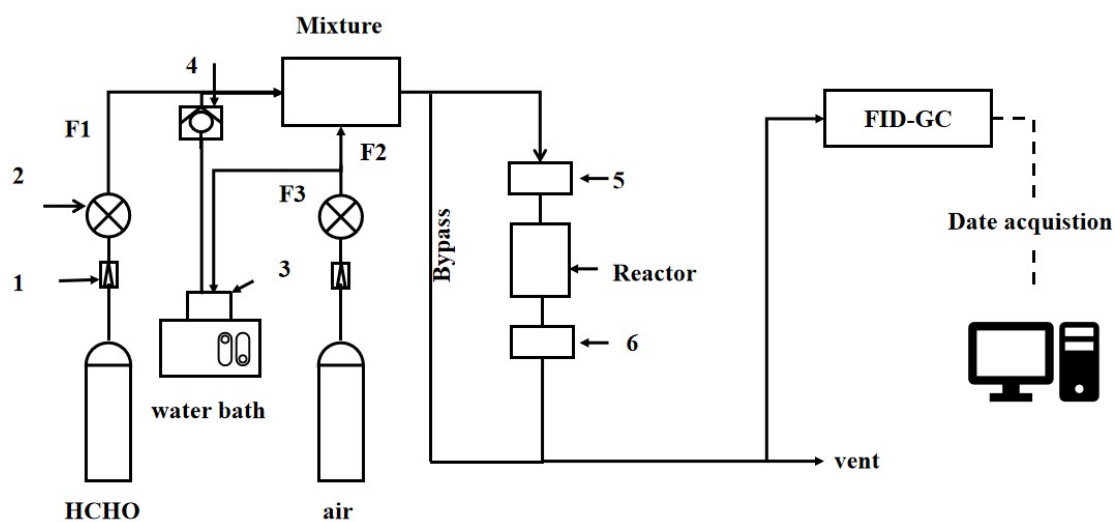 Mixture
4
F1
F2
FID-GC
2
5
F3
Bypass
Date acquistion
1
3
Reactor
6
water bath
vent
HCHO
air